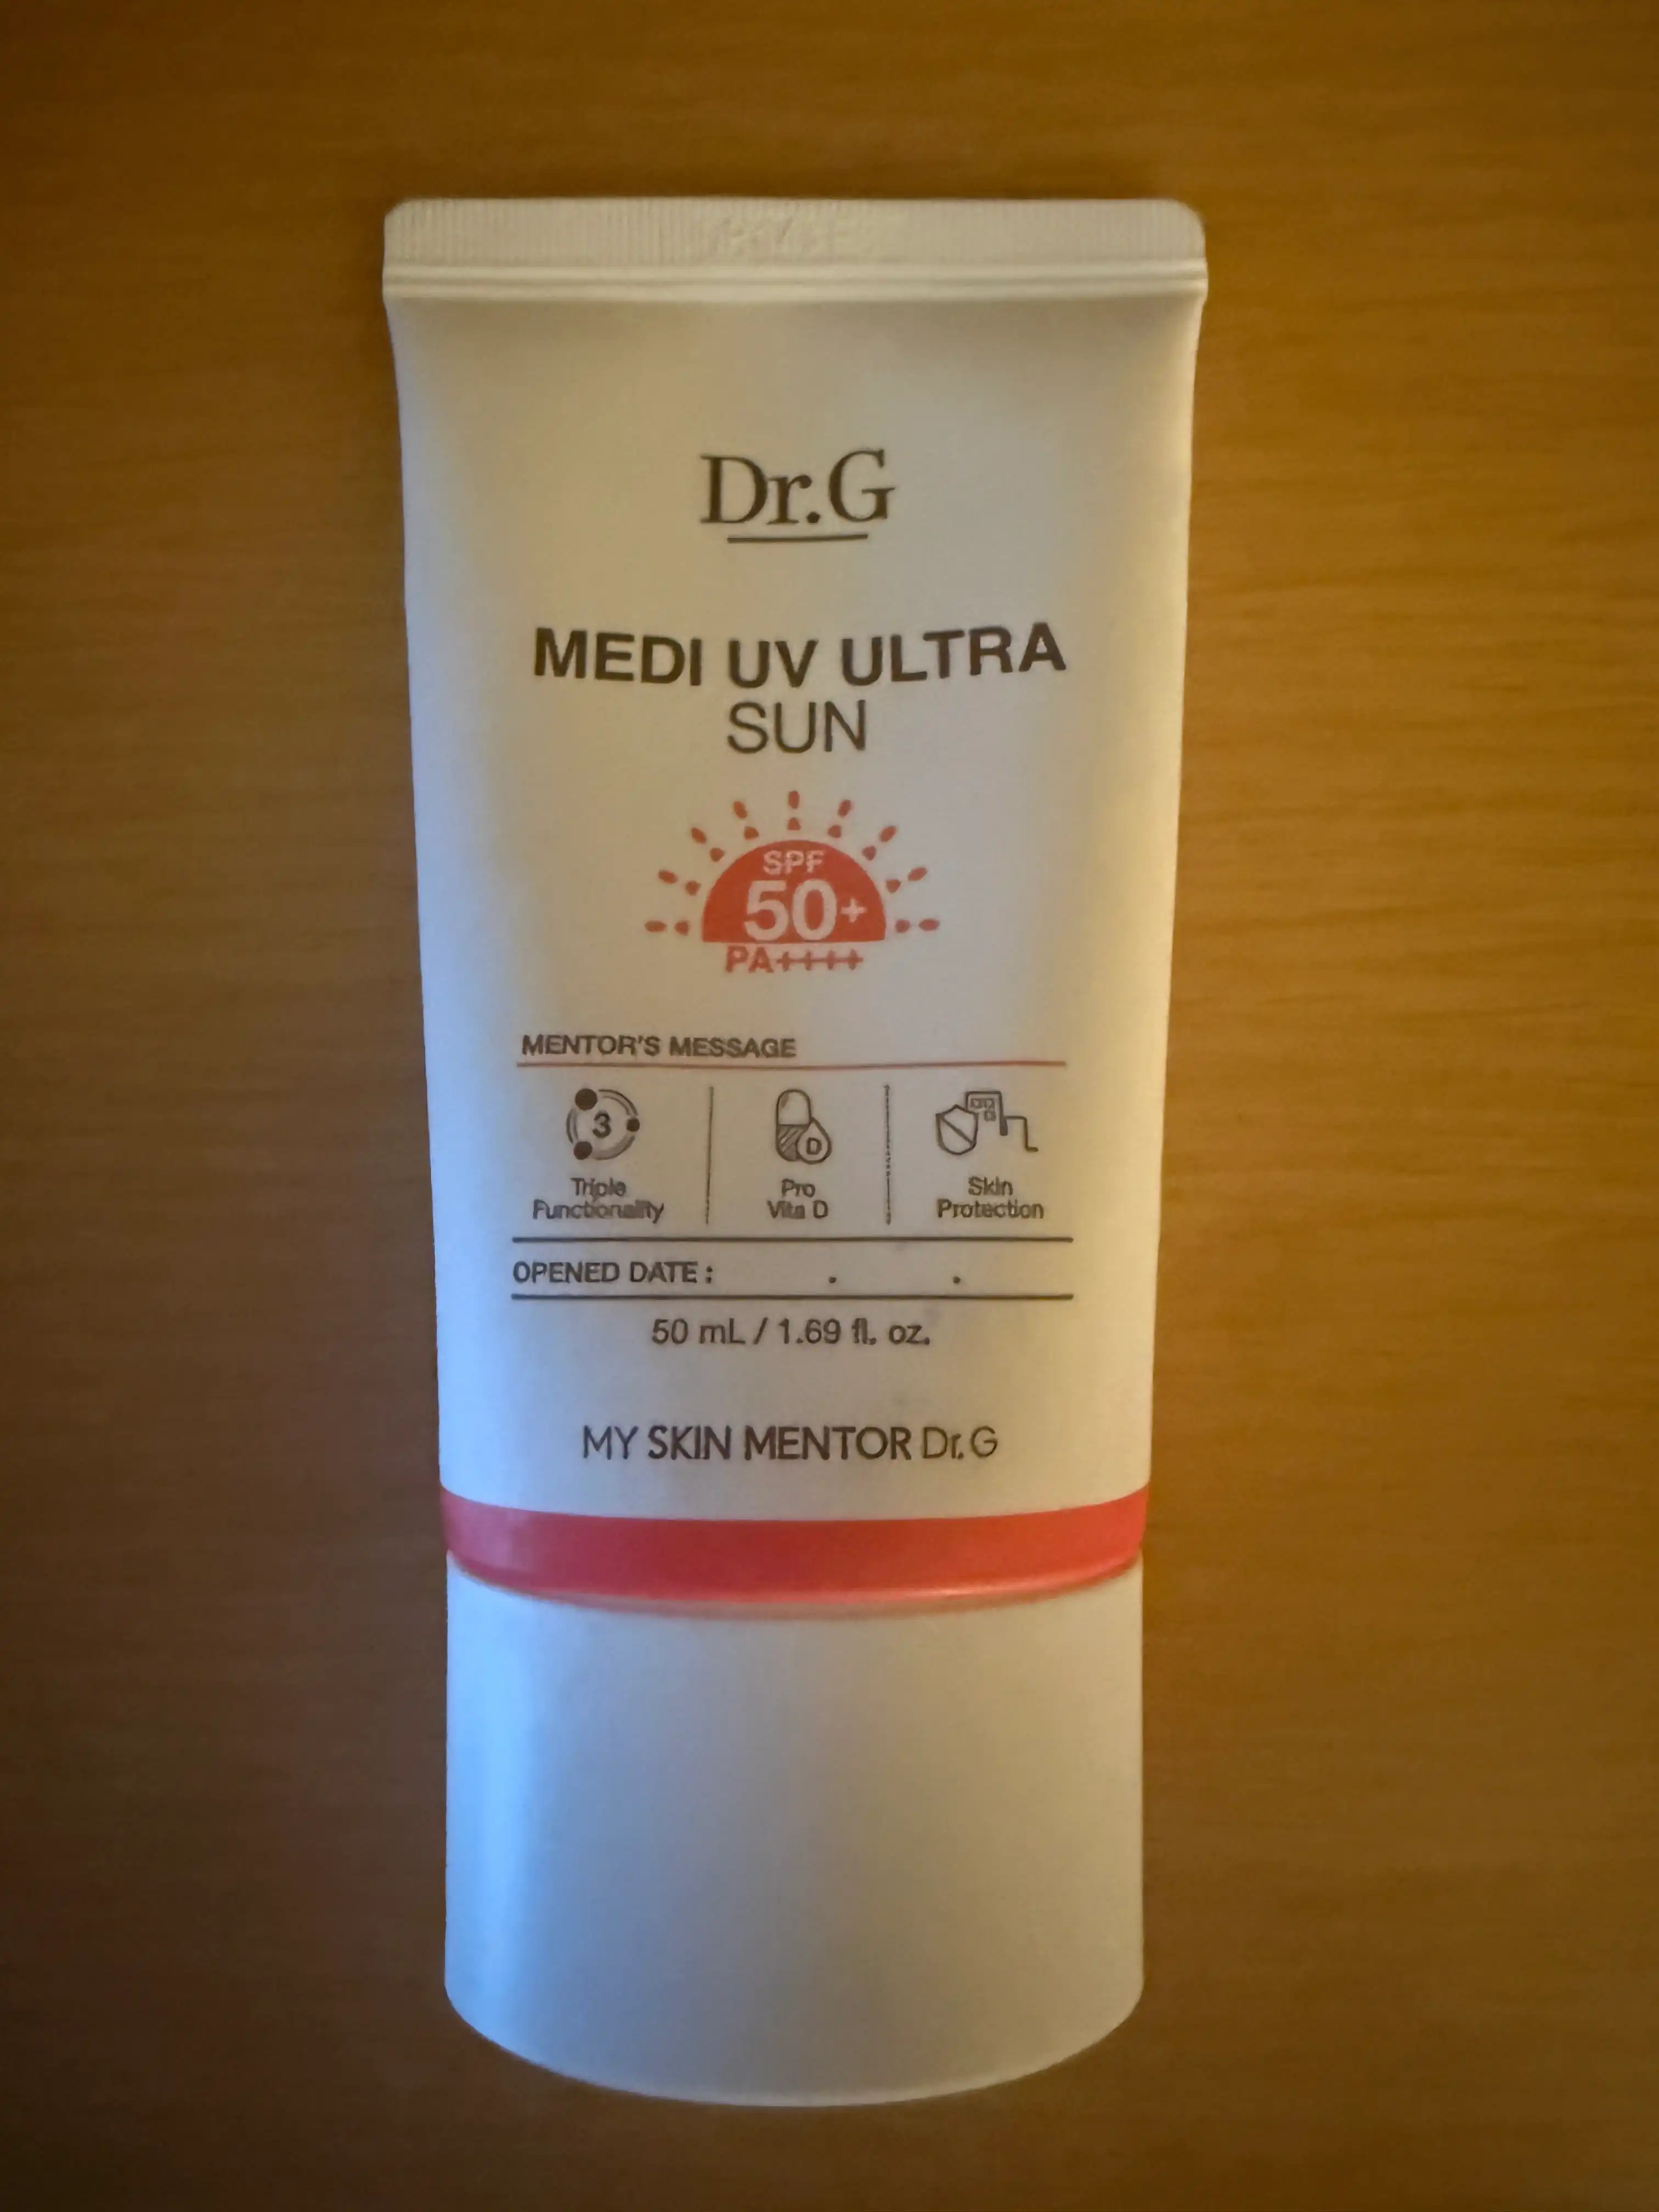 Dr.G
MEDI UV ULTRA
SUN
SPF
50+
PA++++
MENTOR'S MESSAGE
3
D
Triple
Functionality
Pro
Vita D
Skin
Protection
OPENED DATE : . .
50 mL / 1.69 fl. oz.
MY SKIN MENTOR Dr.G